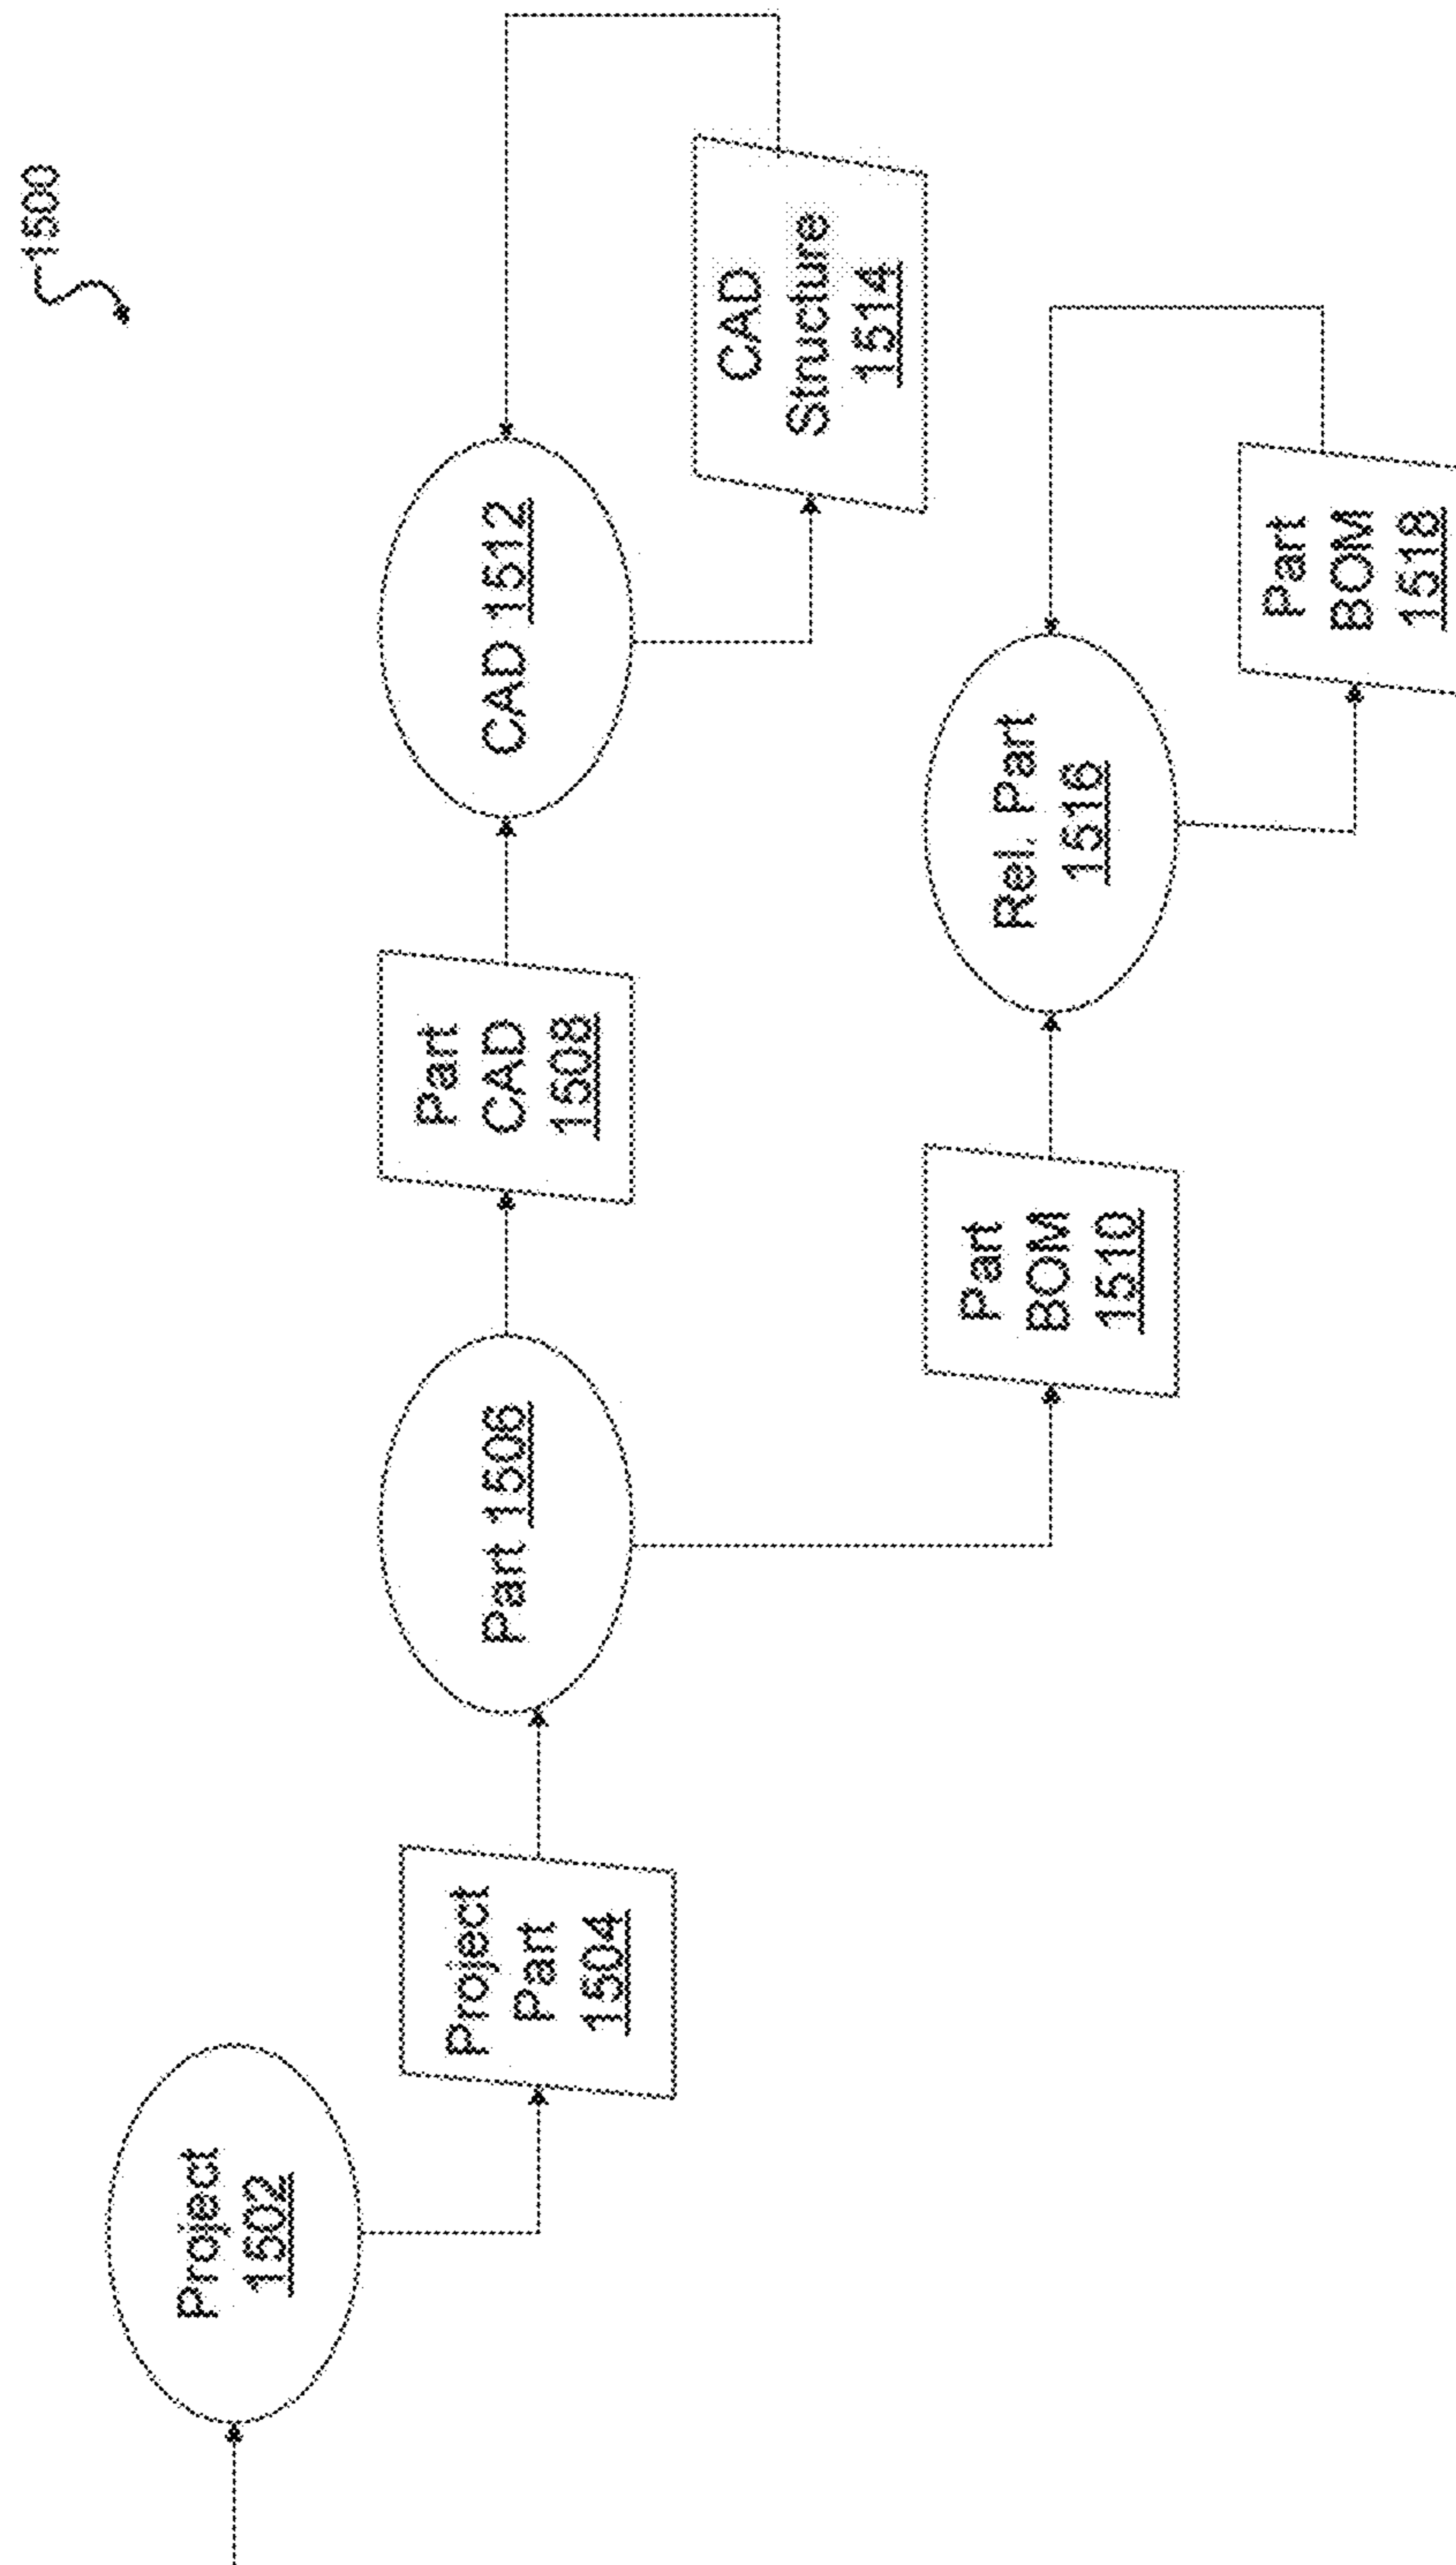 1500
Project
1502
Project
Part
1504
Part 1506
Part
CAD
1508
CAD 1512
CAD
Structure
1514
Part
BOM
1510
Rel. Part
1516
Part
BOM
1518